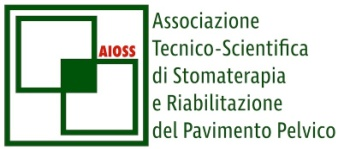 AIOSS
Associazione
Tecnico-Scientifica
di Stomaterapia
e Riabilitazione
del Pavimento Pelvico